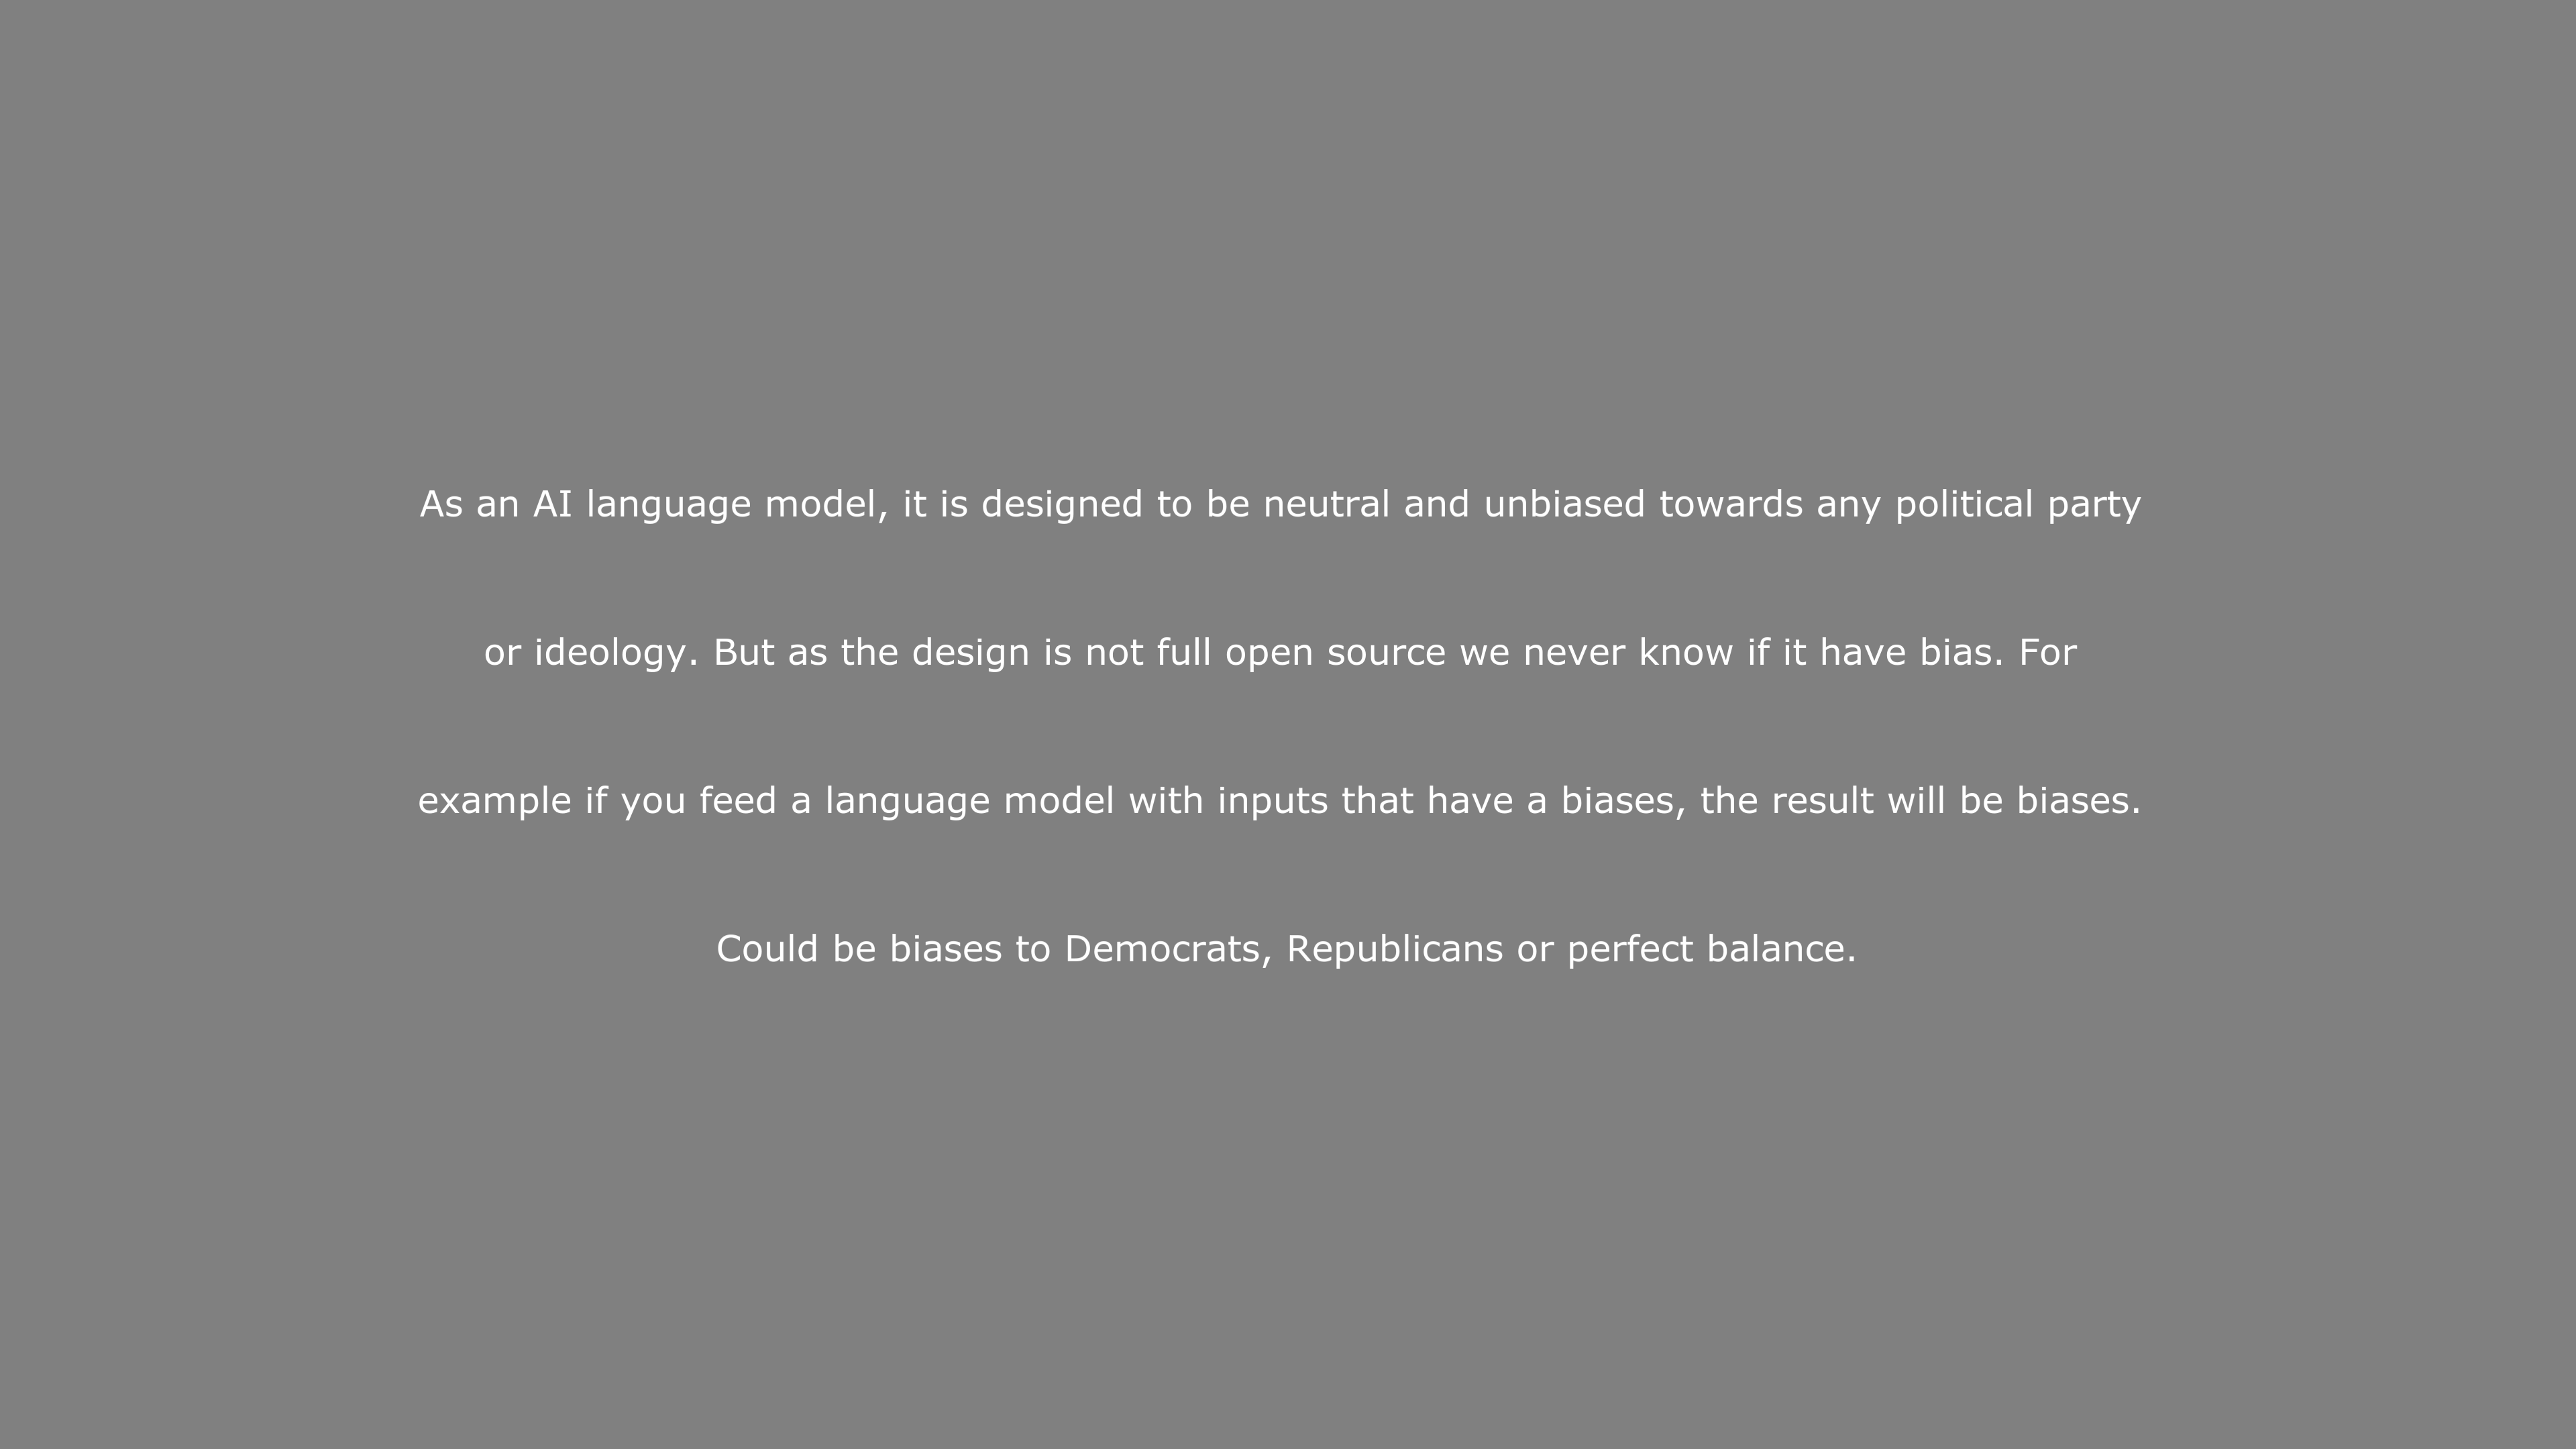 As an AI language model, it is designed to be neutral and unbiased towards any political party
or ideology. But as the design is not full open source we never know if it have bias. For
example if you feed a language model with inputs that have a biases, the result will be biases.
Could be biases to Democrats, Republicans or perfect balance.